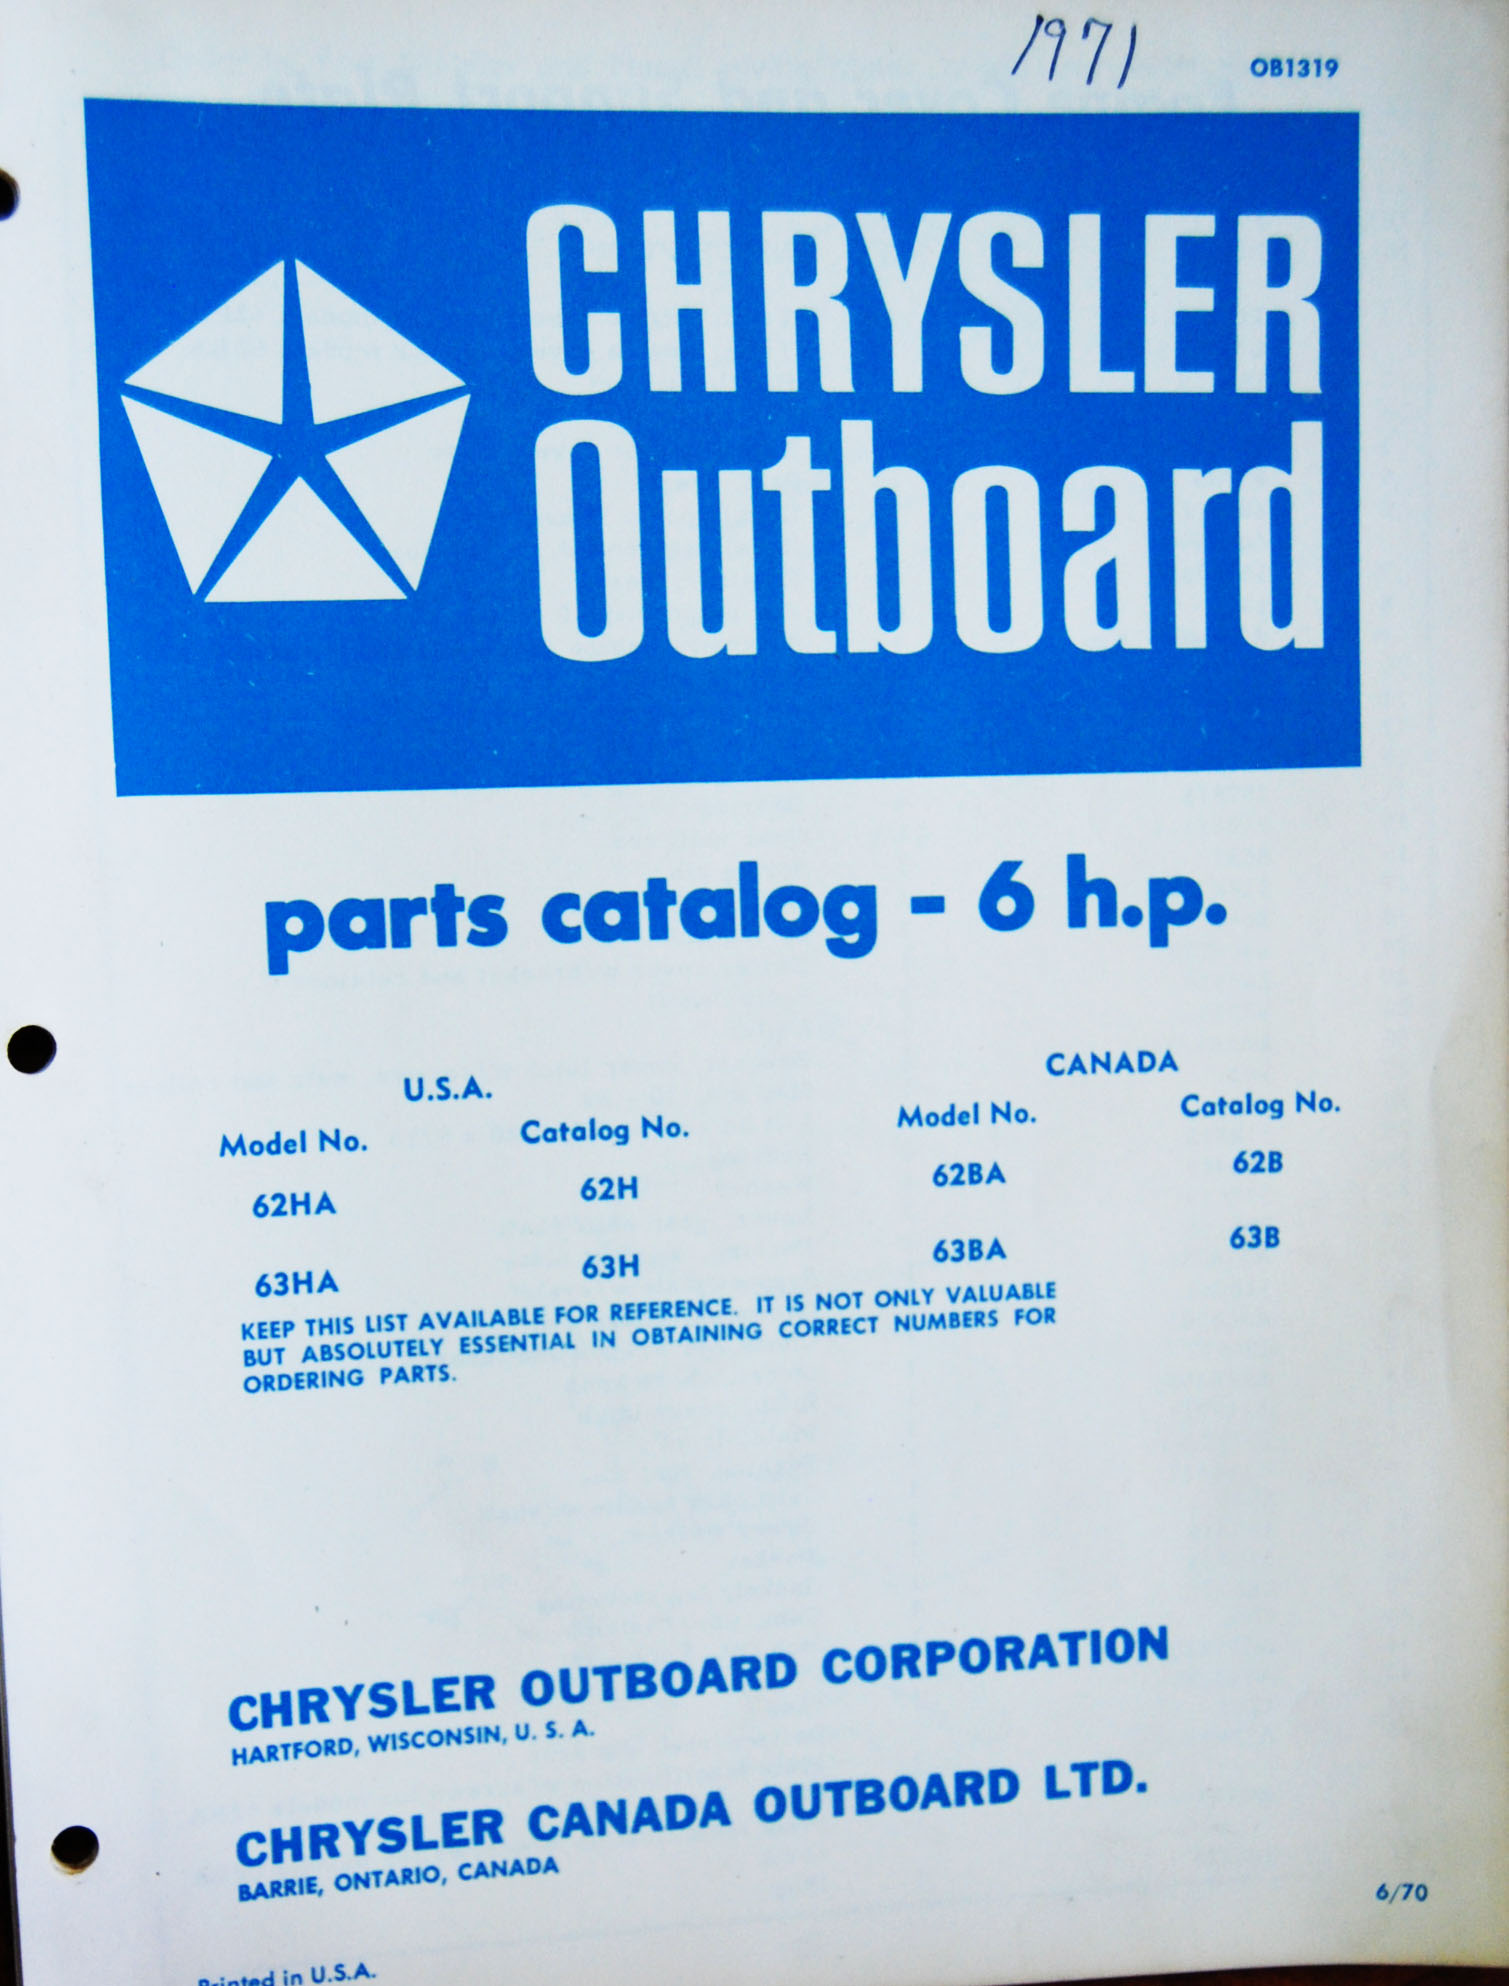 1971
OB1319
CHRYSLER
Outboard
parts catalog - 6 h.p.
U.S.A.
CANADA
Model No. Catalog No. Model No. Catalog No.
62HA 62H 62BA 62B
63HA 63H 63BA 63B
KEEP THIS LIST AVAILABLE FOR REFERENCE. IT IS NOT ONLY VALUABLE
BUT ABSOLUTELY ESSENTIAL IN OBTAINING CORRECT NUMBERS FOR
ORDERING PARTS.
CHRYSLER OUTBOARD CORPORATION
HARTFORD, WISCONSIN, U. S. A.
CHRYSLER CANADA OUTBOARD LTD.
BARRIE, ONTARIO, CANADA
6/70
Printed in U.S.A.